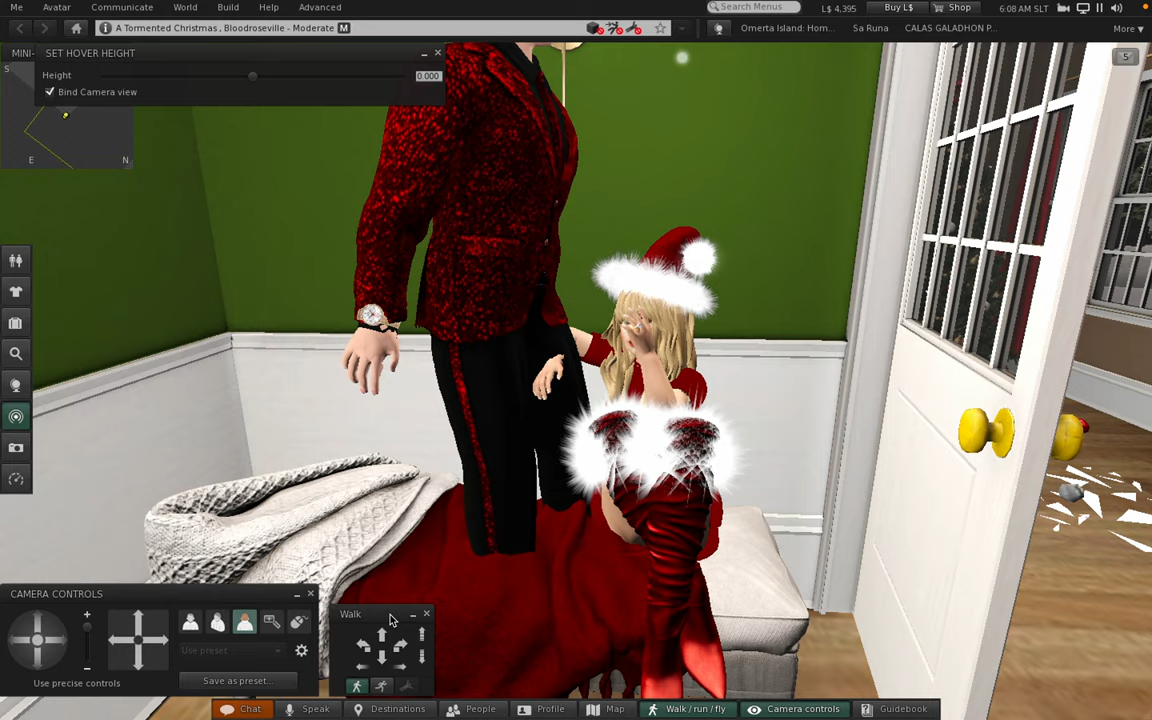 Me Avatar Communicate World Build Help Advanced
Search Menus
L$ 4,395
Buy L$
Shop
6:08 AM SLT
A Tormented Christmas , Bloodroseville - Moderate M
Omerta Island: Hom...
Sa Runa
CALAS GALADHON P...
More ▾
MINI-
SET HOVER HEIGHT
5
S
Height
0.000
Bind Camera view
E
N
CAMERA CONTROLS
Walk
Use preset
Use precise controls
Save as preset...
Chat
Speak
Destinations
People
Profile
Map
Walk / run / fly
Camera controls
Guidebook